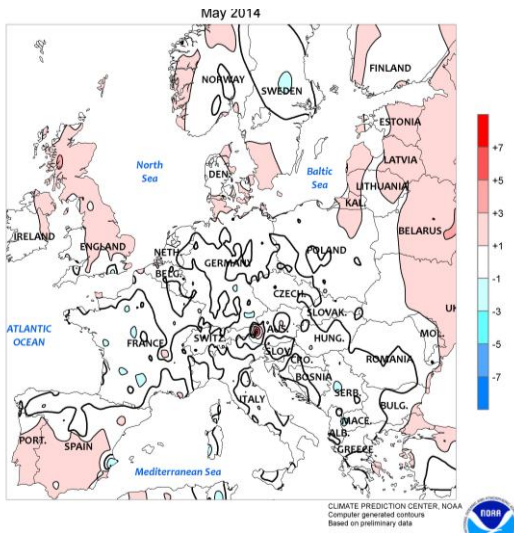 May 2014
NORWAY
FINLAND
SWEDEN
ESTONIA
North
Sea
LATVIA
DEN.
Baltic
Sea
LITHUANIA
KAL.
IRELAND
BELARUS
ENGLAND
NETH.
BELG.
GERMANY
POLAND
CZECH.
SLOVAK.
UK
ATLANTIC
OCEAN
FRANCE
SWITZ.
AUS.
HUNG.
MOL.
SLOV.
CRO.
ROMANIA
BOSNIA
ITALY
SERB.
BULG.
MACE.
ALB.
GREECE
PORT.
SPAIN
Mediterranean Sea
+7
+5
+3
+1
-1
-3
-5
-7
CLIMATE PREDICTION CENTER, NOAA
Computer generated contours
Based on preliminary data
NOAA